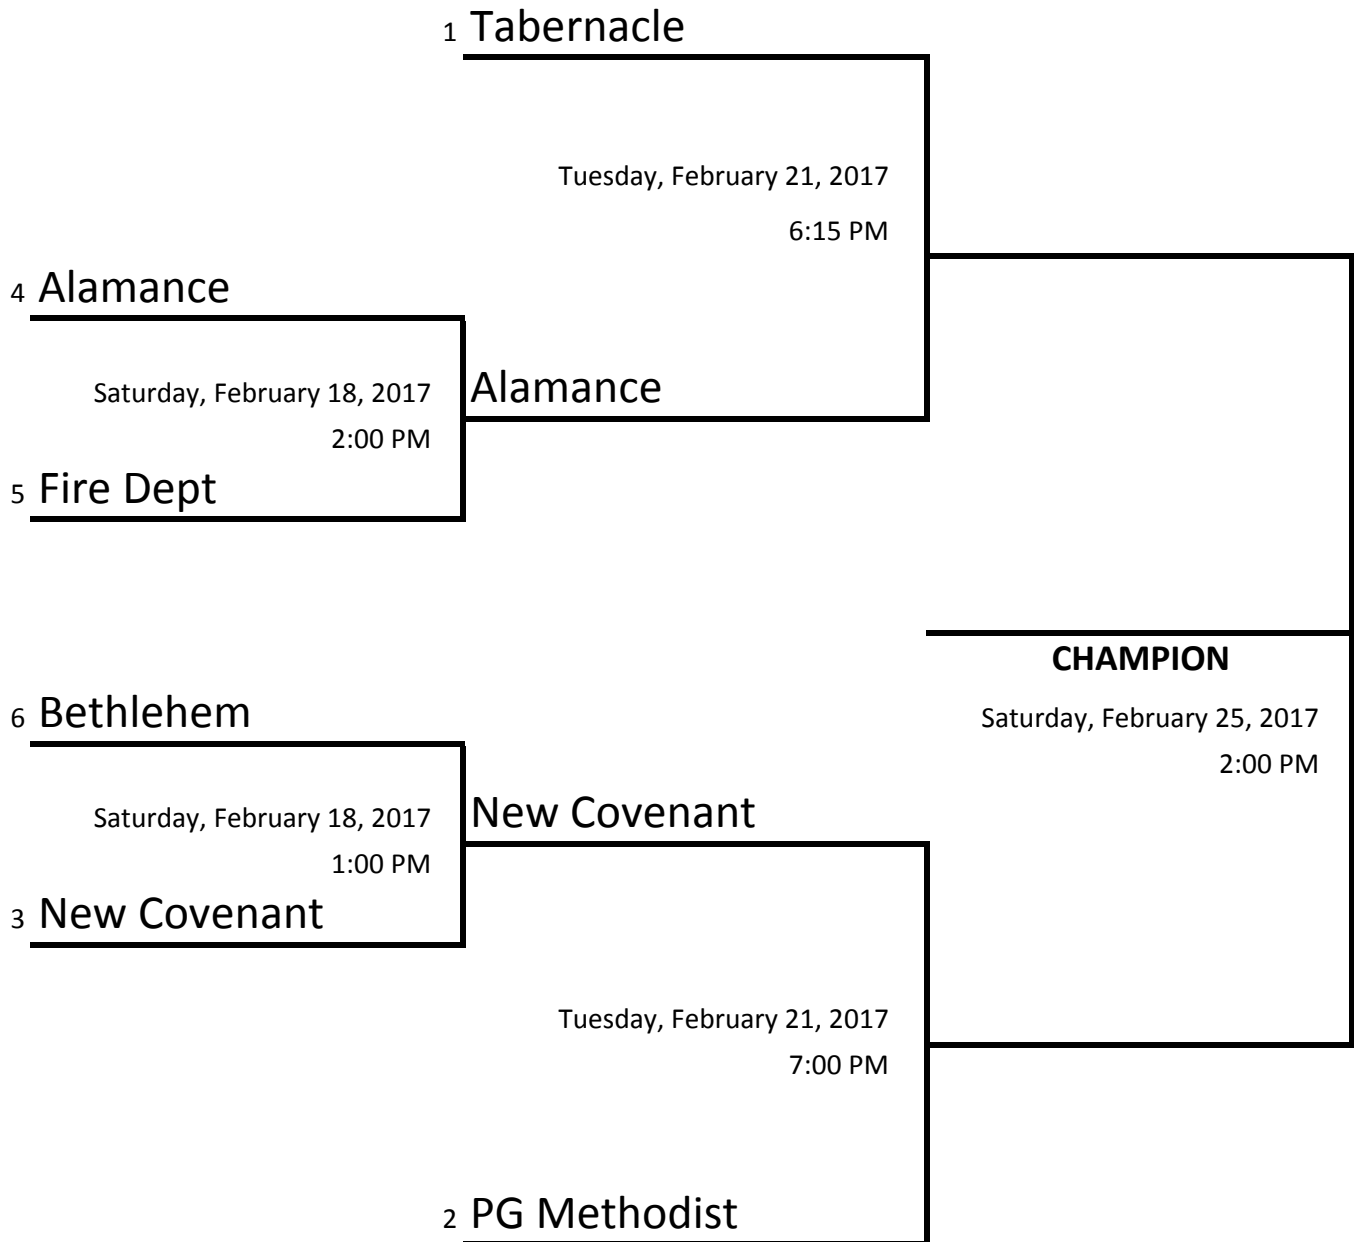 1 Tabernacle
Tuesday, February 21, 2017
6:15 PM
4 Alamance
Saturday, February 18, 2017
2:00 PM
Alamance
5 Fire Dept
CHAMPION
Saturday, February 25, 2017
2:00 PM
6 Bethlehem
Saturday, February 18, 2017
1:00 PM
New Covenant
3 New Covenant
Tuesday, February 21, 2017
7:00 PM
2 PG Methodist